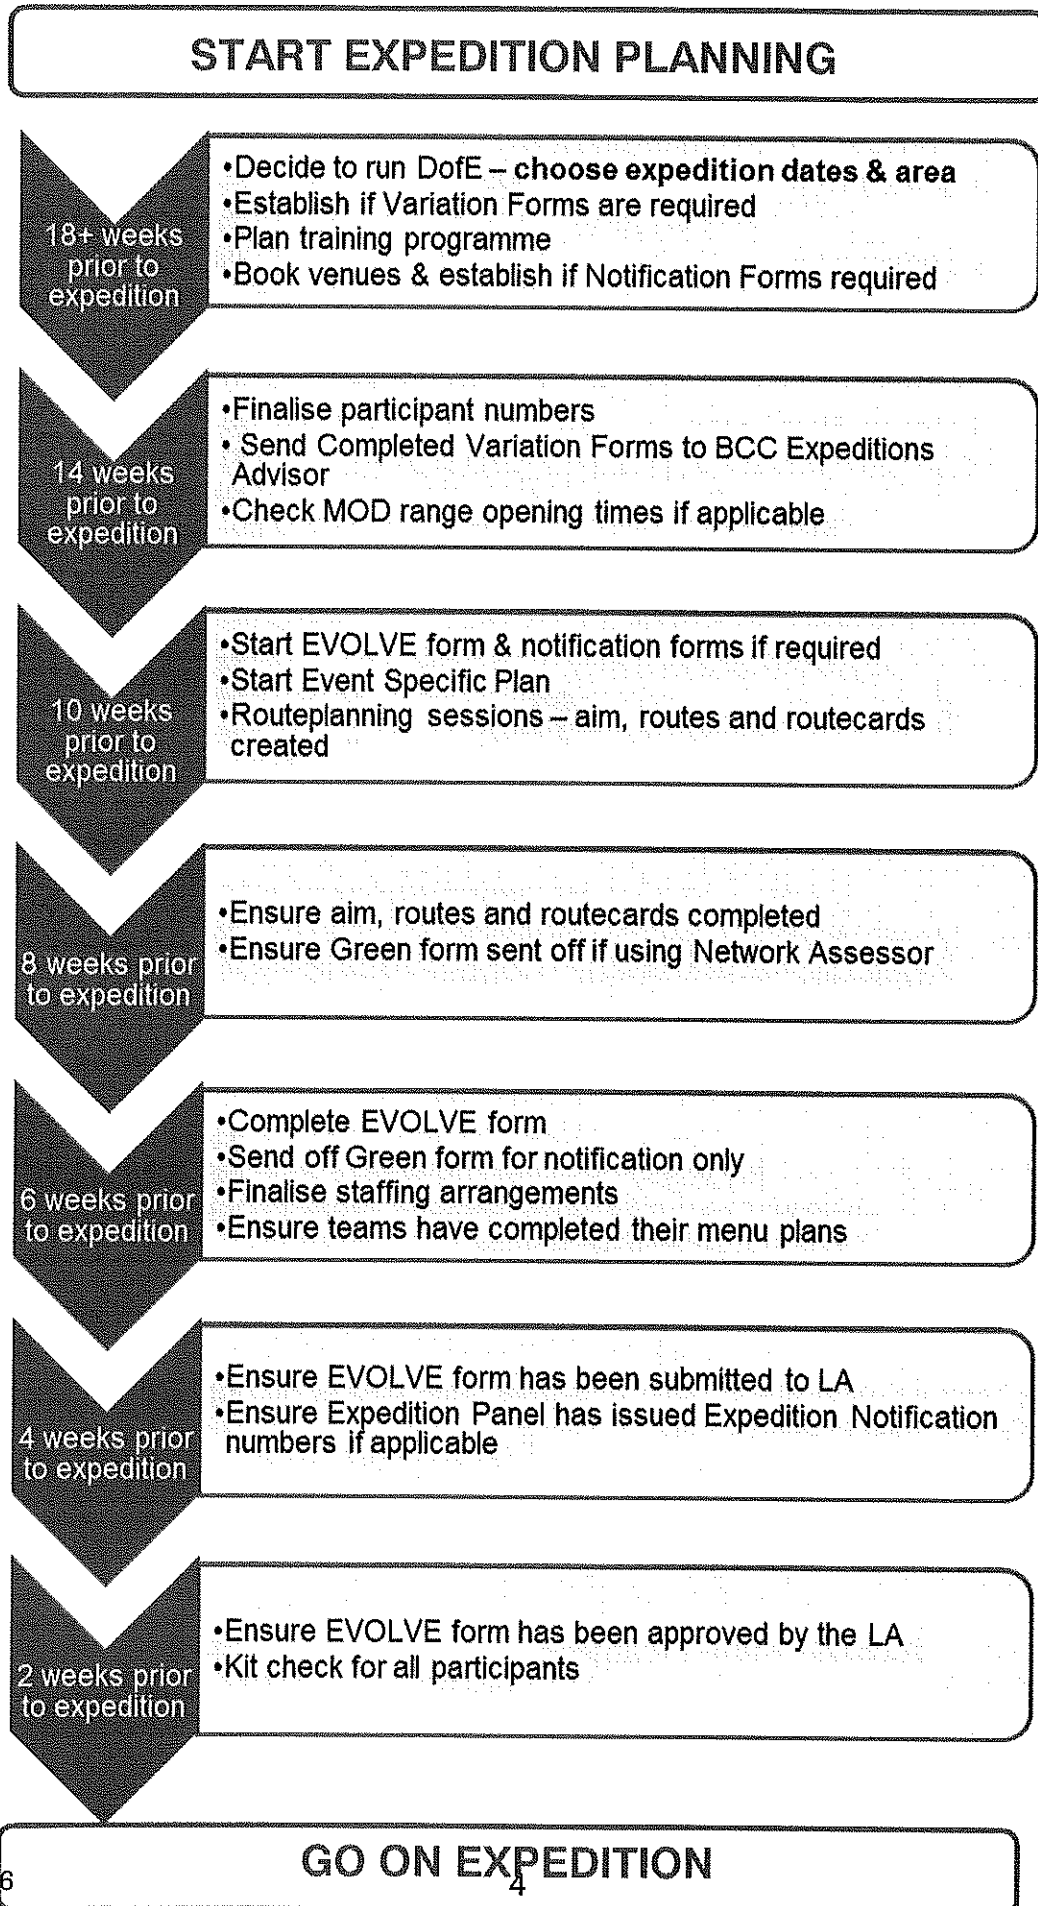 START EXPEDITION PLANNING
18+ weeks
prior to
expedition
•Decide to run DofE – choose expedition dates & area
•Establish if Variation Forms are required
•Plan training programme
•Book venues & establish if Notification Forms required
14 weeks
prior to
expedition
•Finalise participant numbers
• Send Completed Variation Forms to BCC Expeditions
Advisor
•Check MOD range opening times if applicable
10 weeks
prior to
expedition
•Start EVOLVE form & notification forms if required
•Start Event Specific Plan
•Routeplanning sessions – aim, routes and routecards
created
8 weeks prior
to expedition
•Ensure aim, routes and routecards completed
•Ensure Green form sent off if using Network Assessor
6 weeks prior
to expedition
•Complete EVOLVE form
•Send off Green form for notification only
•Finalise staffing arrangements
•Ensure teams have completed their menu plans
4 weeks prior
to expedition
•Ensure EVOLVE form has been submitted to LA
•Ensure Expedition Panel has issued Expedition Notification
numbers if applicable
2 weeks prior
to expedition
•Ensure EVOLVE form has been approved by the LA
•Kit check for all participants
GO ON EXPEDITION
6
4